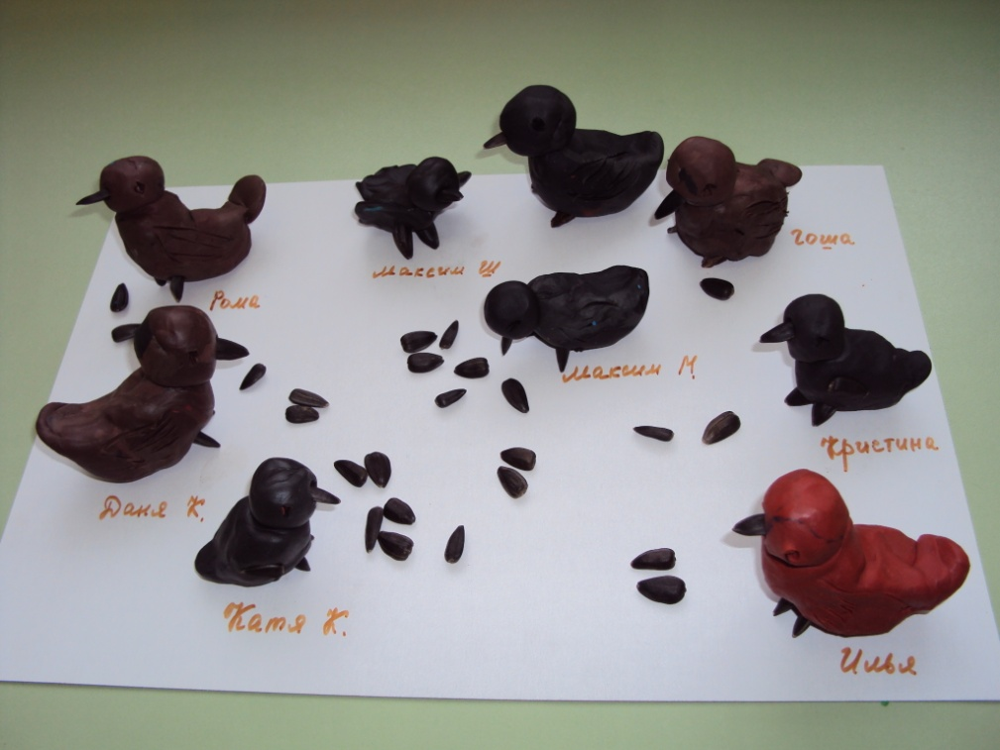 Гоша
Максим Ш
Рома
Максим М.
Кристина
Даня К.
Катя К.
Илья